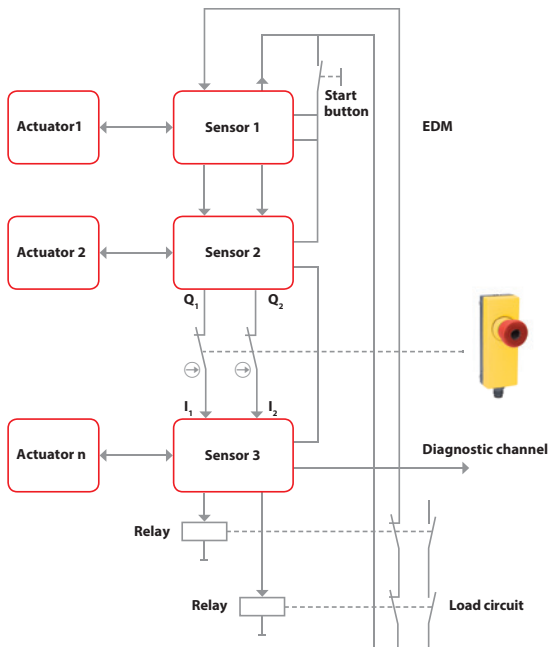 Start
button
Actuator1
Sensor 1
EDM
Actuator 2
Sensor 2
Q1
Q2
I1
I2
Actuator n
Sensor 3
Diagnostic channel
Relay
Relay
Load circuit